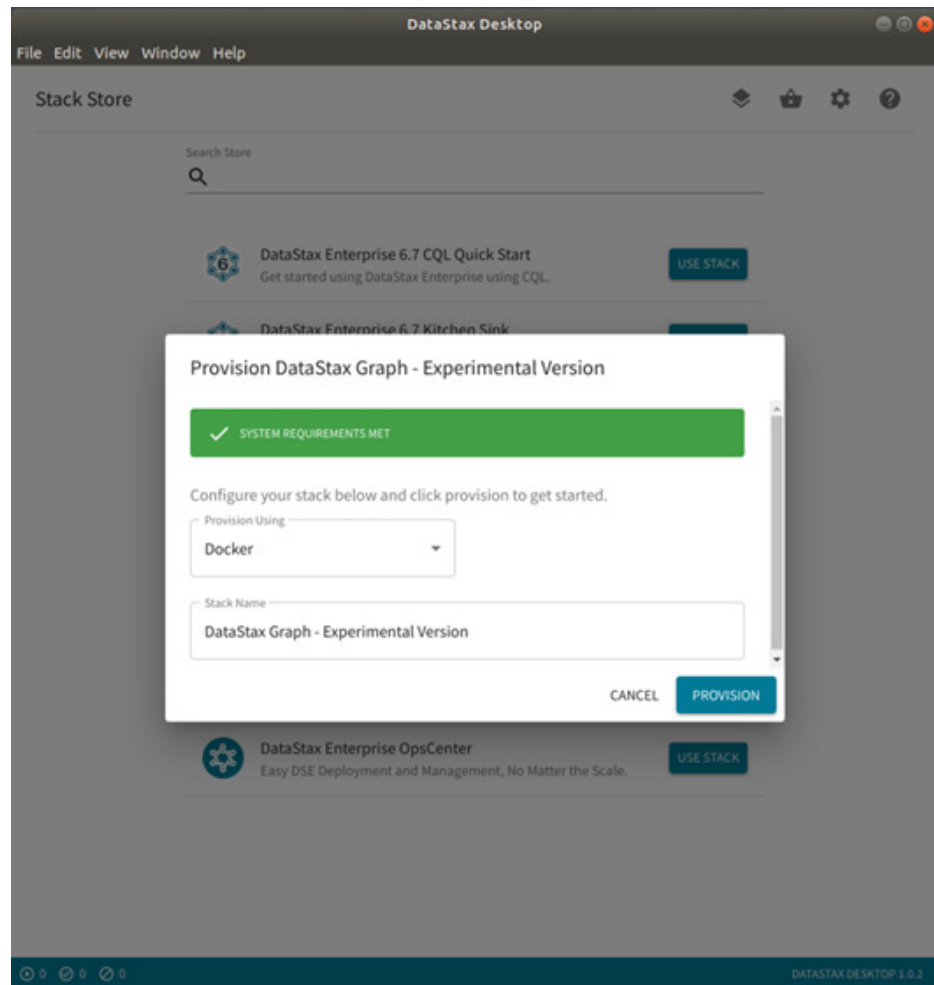 DataStax Desktop
File Edit View Window Help
Stack Store
Search Store
6
DataStax Enterprise 6.7 CQL Quick Start
Get started using DataStax Enterprise using CQL.
USE STACK
DataStax Enterprise 6.7 Kitchen Sink
Provision DataStax Graph - Experimental Version
SYSTEM REQUIREMENTS MET
Configure your stack below and click provision to get started.
Provision Using
Docker
Stack Name
DataStax Graph - Experimental Version
CANCEL PROVISION
DataStax Enterprise OpsCenter
Easy DSE Deployment and Management, No Matter the Scale.
USE STACK
0 0 0 DATASTAX DESKTOP 1.0.2